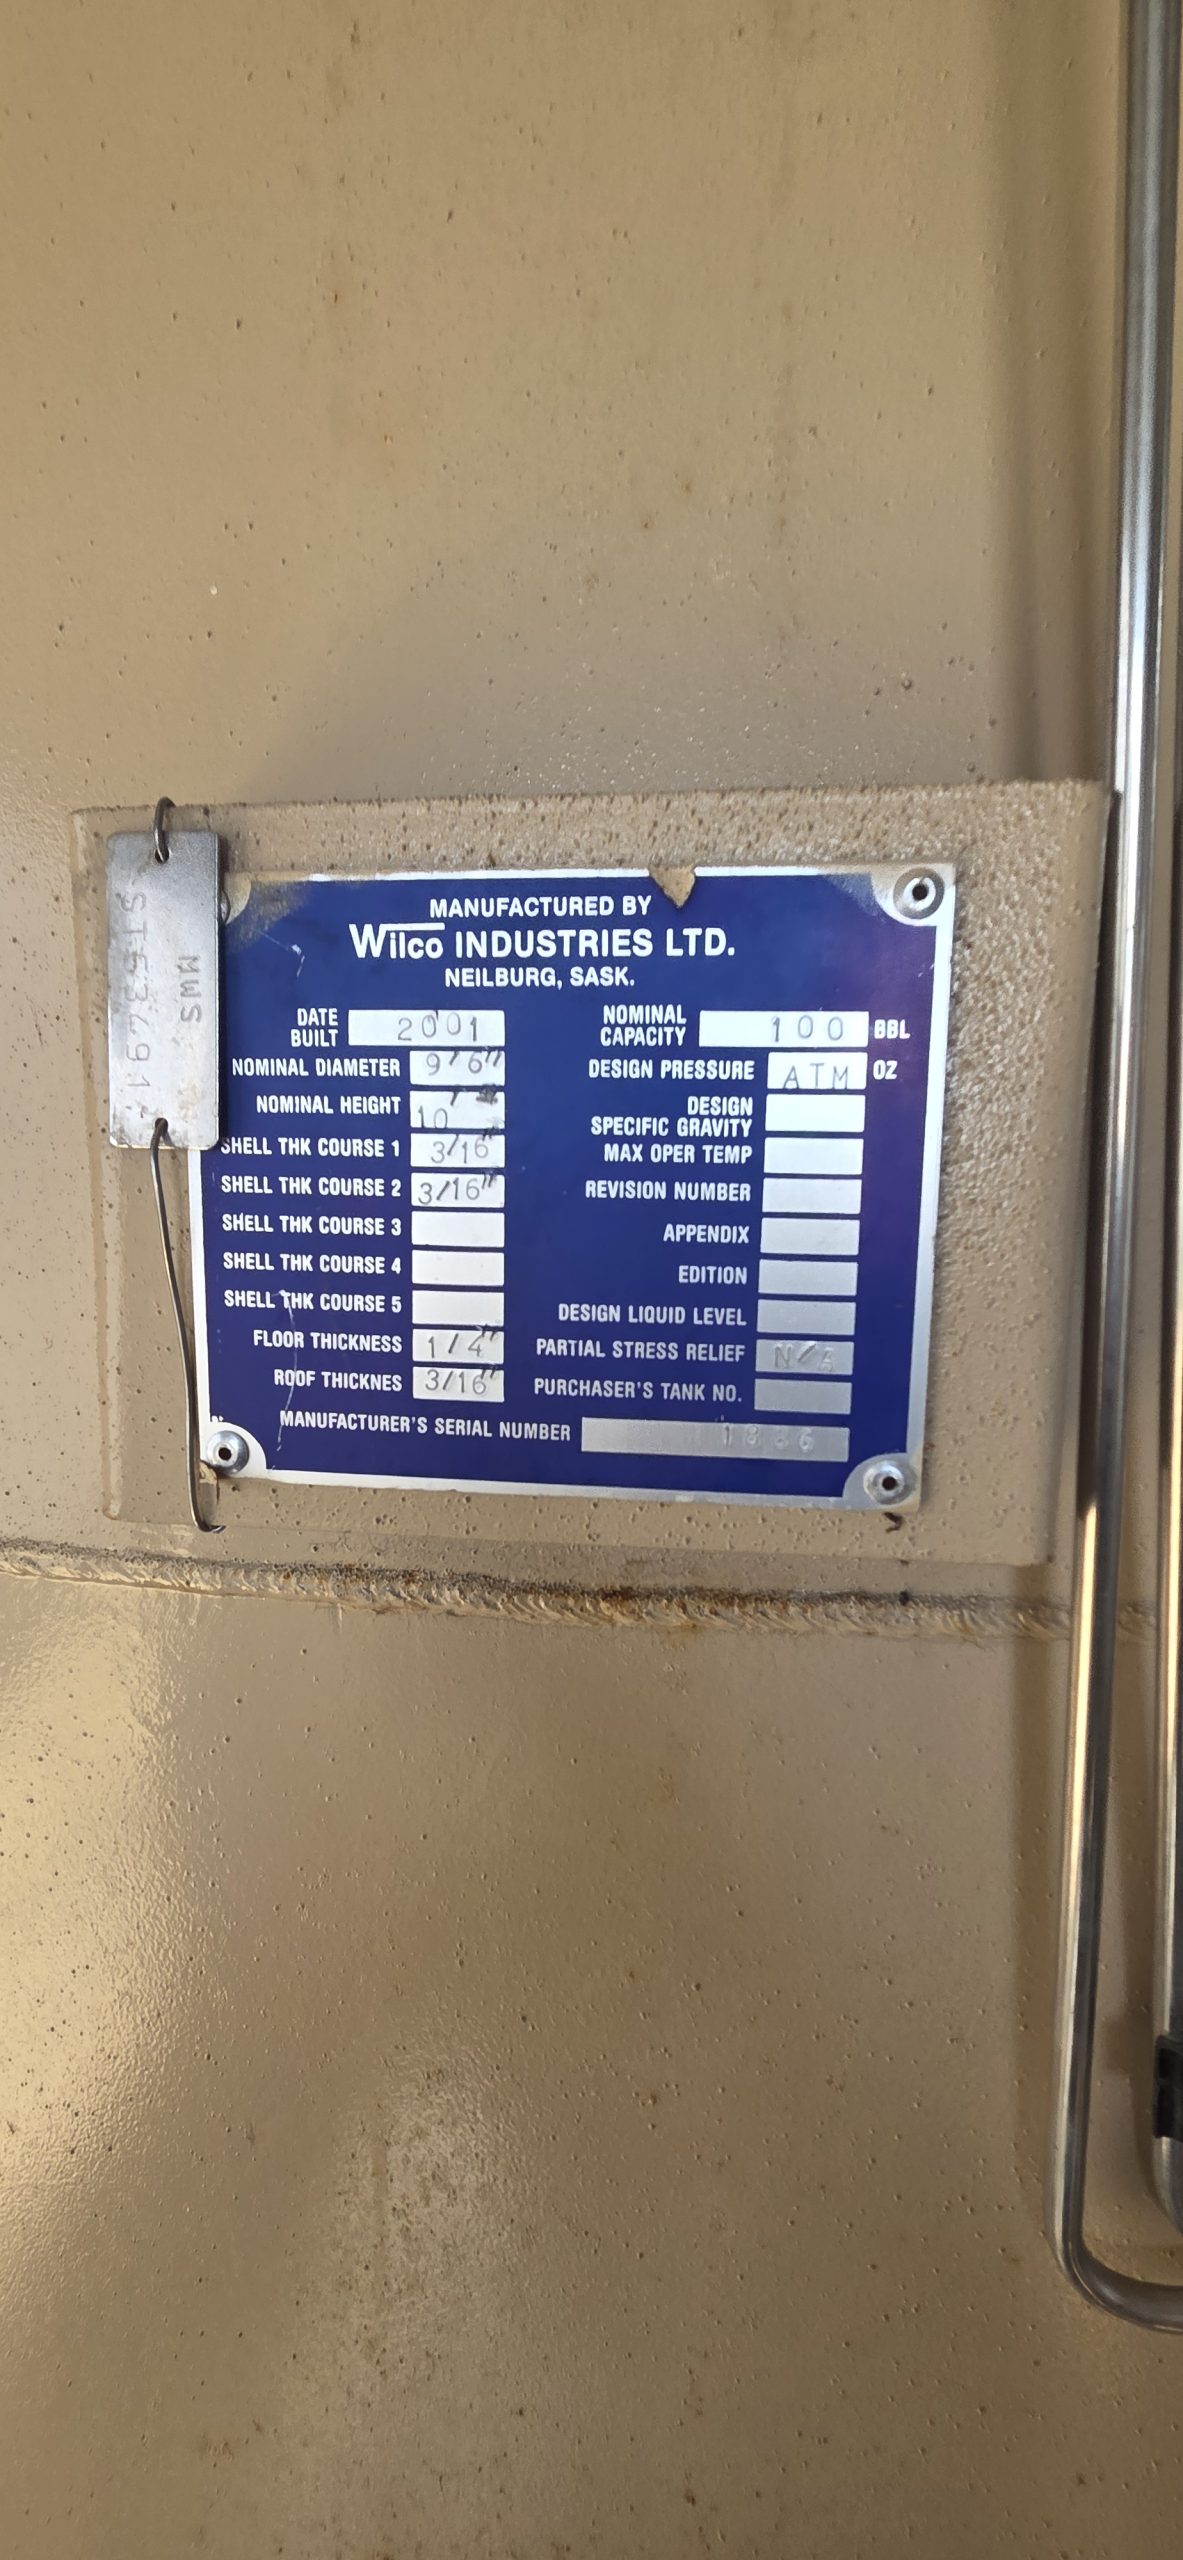 MANUFACTURED BY
Wilco INDUSTRIES LTD.
NEILBURG, SASK.
DATE BUILT 2001
NOMINAL DIAMETER 9'6"
NOMINAL HEIGHT 10'
SHELL THK COURSE 1 3/16"
SHELL THK COURSE 2 3/16"
SHELL THK COURSE 3
SHELL THK COURSE 4
SHELL THK COURSE 5
FLOOR THICKNESS 1/4"
ROOF THICKNES 3/16"
NOMINAL CAPACITY 100 BBL
DESIGN PRESSURE ATM OZ
DESIGN SPECIFIC GRAVITY
MAX OPER TEMP
REVISION NUMBER
APPENDIX
EDITION
DESIGN LIQUID LEVEL
PARTIAL STRESS RELIEF N/A
PURCHASER'S TANK NO.
MANUFACTURER'S SERIAL NUMBER
MWS